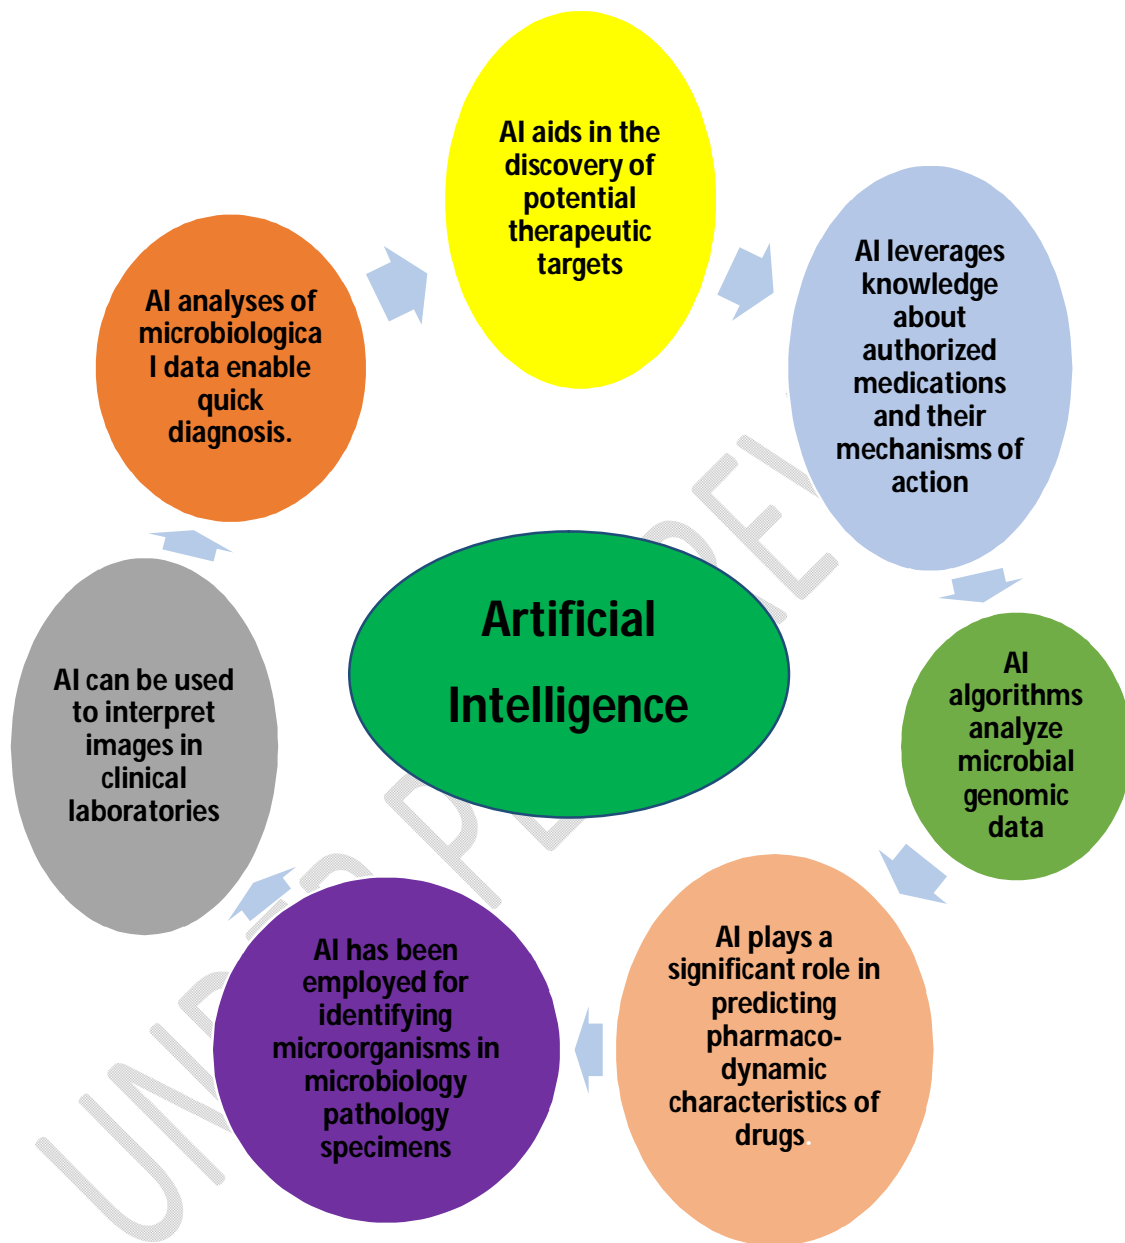 AI aids in the
discovery of
potential
therapeutic
targets
AI leverages
knowledge
about
authorized
medications
and their
mechanisms of
action
AI
algorithms
analyze
microbial
genomic
data
AI plays a
significant role in
predicting
pharmaco-
dynamic
characteristics of
drugs.
AI has been
employed for
identifying
microorganisms in
microbiology
pathology
specimens
AI can be used
to interpret
images in
clinical
laboratories
AI analyses of
microbiologica
l data enable
quick
diagnosis.
Artificial
Intelligence